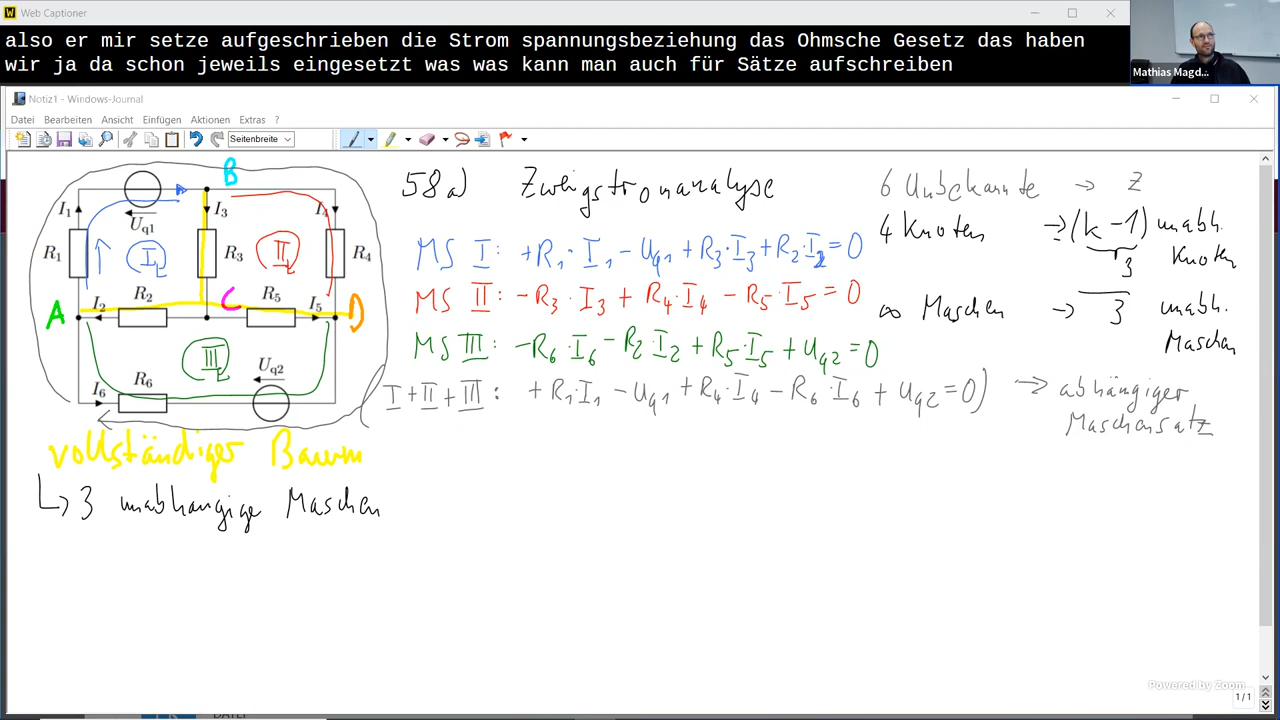 Web Captioner
also er mir setze aufgeschrieben die Strom spannungsbeziehung das Ohmsche Gesetz das haben
wir ja da schon jeweils eingesetzt was was kann man auch für Sätze aufschreiben
Mathias Magd...
Notiz1 - Windows-Journal
Datei Bearbeiten Ansicht Einfügen Aktionen Extras ?
Seitenbreite
B
I1 Uq1 I3 I4
R1 I R3 II R4
A I2 R2 C R5 I5 D
III
I6 R6 Uq2
vollständiger Baum
↳ 3 unabhängige Maschen
58a) Zweigstromanalyse
MS I: +R1·I1 - Uq1 + R3·I3 + R2·I2 = 0
MS II: -R3·I3 + R4·I4 - R5·I5 = 0
MS III: -R6·I6 - R2·I2 + R5·I5 + Uq2 = 0
I+II+III: +R1·I1 - Uq1 + R4·I4 - R6·I6 + Uq2 = 0) → abhängiger
Maschensatz
6 Unbekannte → Z
4 Knoten → (k-1) unabh.
3 Knoten
∞ Maschen → 3 unabh.
Maschen
Powered by Zoom
1/1